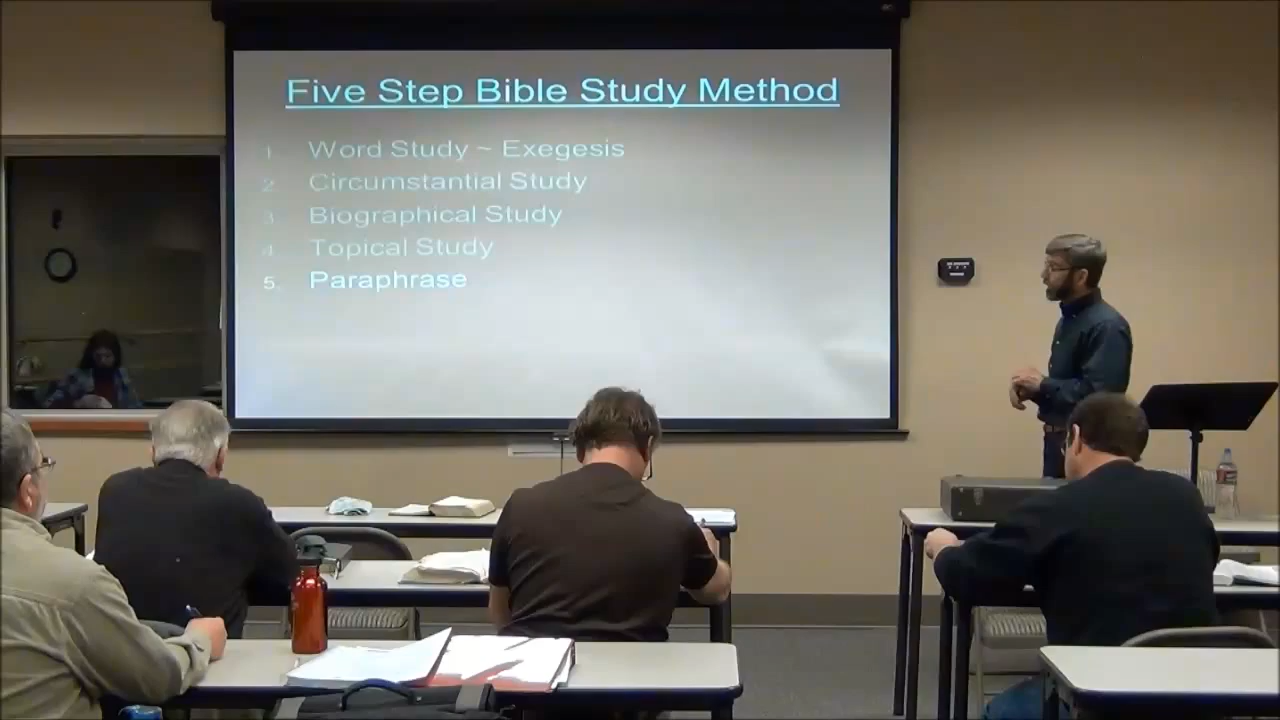 Five Step Bible Study Method
1. Word Study ~ Exegesis
2. Circumstantial Study
3. Biographical Study
4. Topical Study
5. Paraphrase